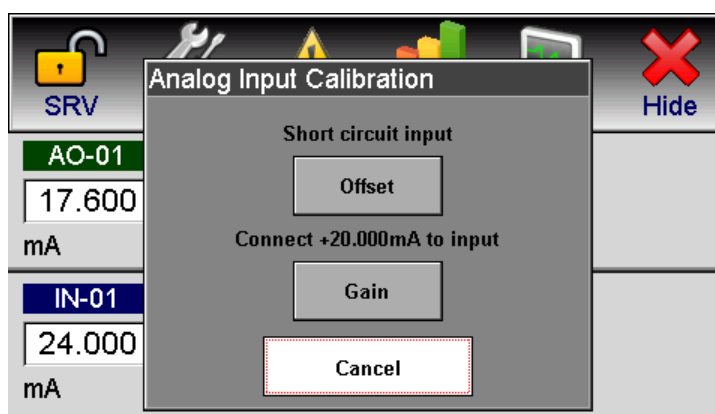 SRV
Hide
Analog Input Calibration
Short circuit input
Offset
Connect +20.000mA to input
Gain
Cancel
AO-01
17.600
mA
IN-01
24.000
mA